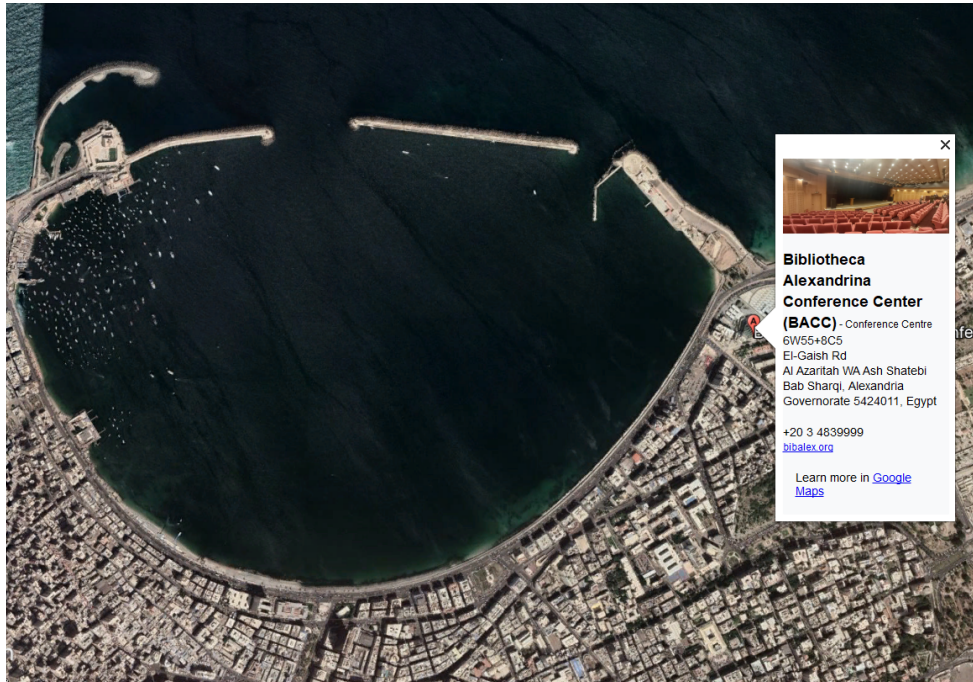 Bibliotheca
Alexandrina
Conference Center
(BACC) - Conference Centre
6W55+8C5
El-Gaish Rd
Al Azaritah WA Ash Shatebi
Bab Sharqi, Alexandria
Governorate 5424011, Egypt
+20 3 4839999
bibalex.org
Learn more in Google
Maps
A